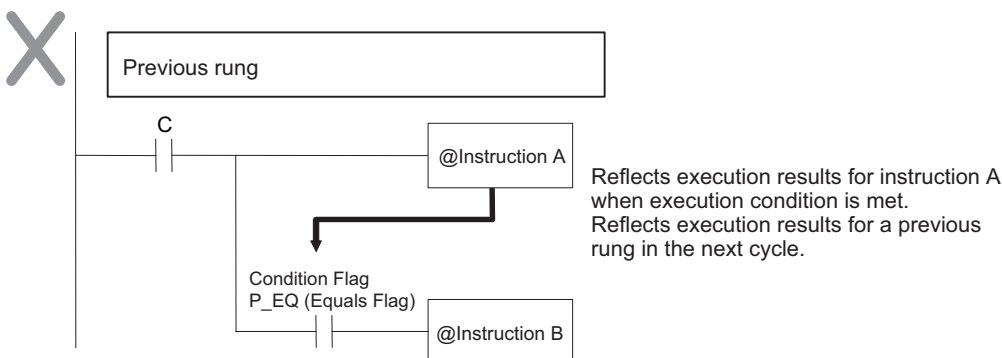 Previous rung
C
@Instruction A
Reflects execution results for instruction A
when execution condition is met.
Reflects execution results for a previous
rung in the next cycle.
Condition Flag
P_EQ (Equals Flag)
@Instruction B